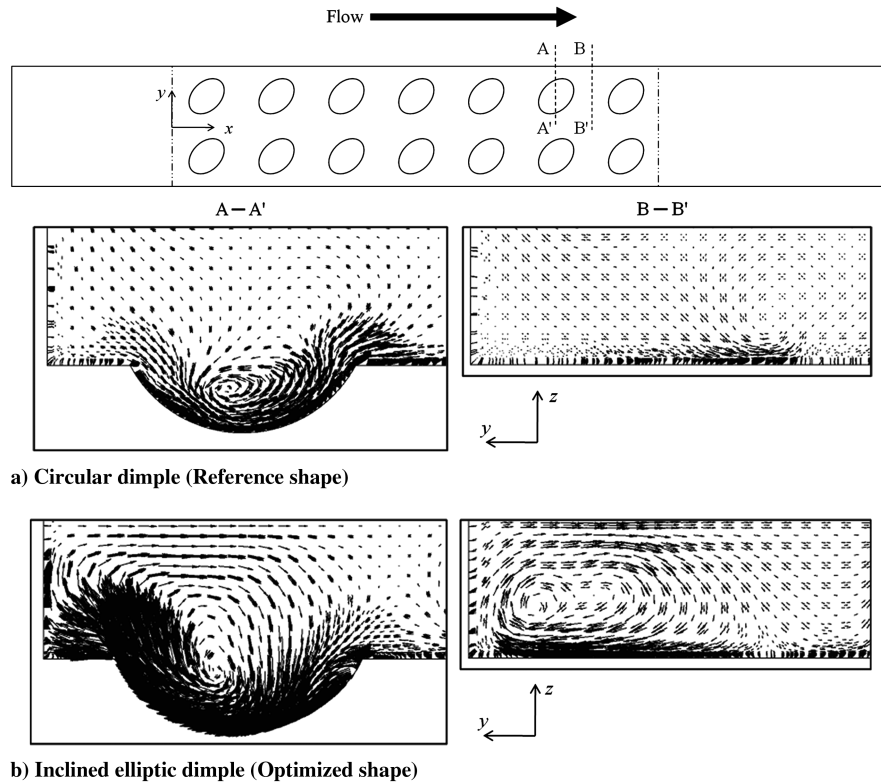 Flow
A B
y
x
A' B'
A – A' B – B'
z
y
a) Circular dimple (Reference shape)
z
y
b) Inclined elliptic dimple (Optimized shape)